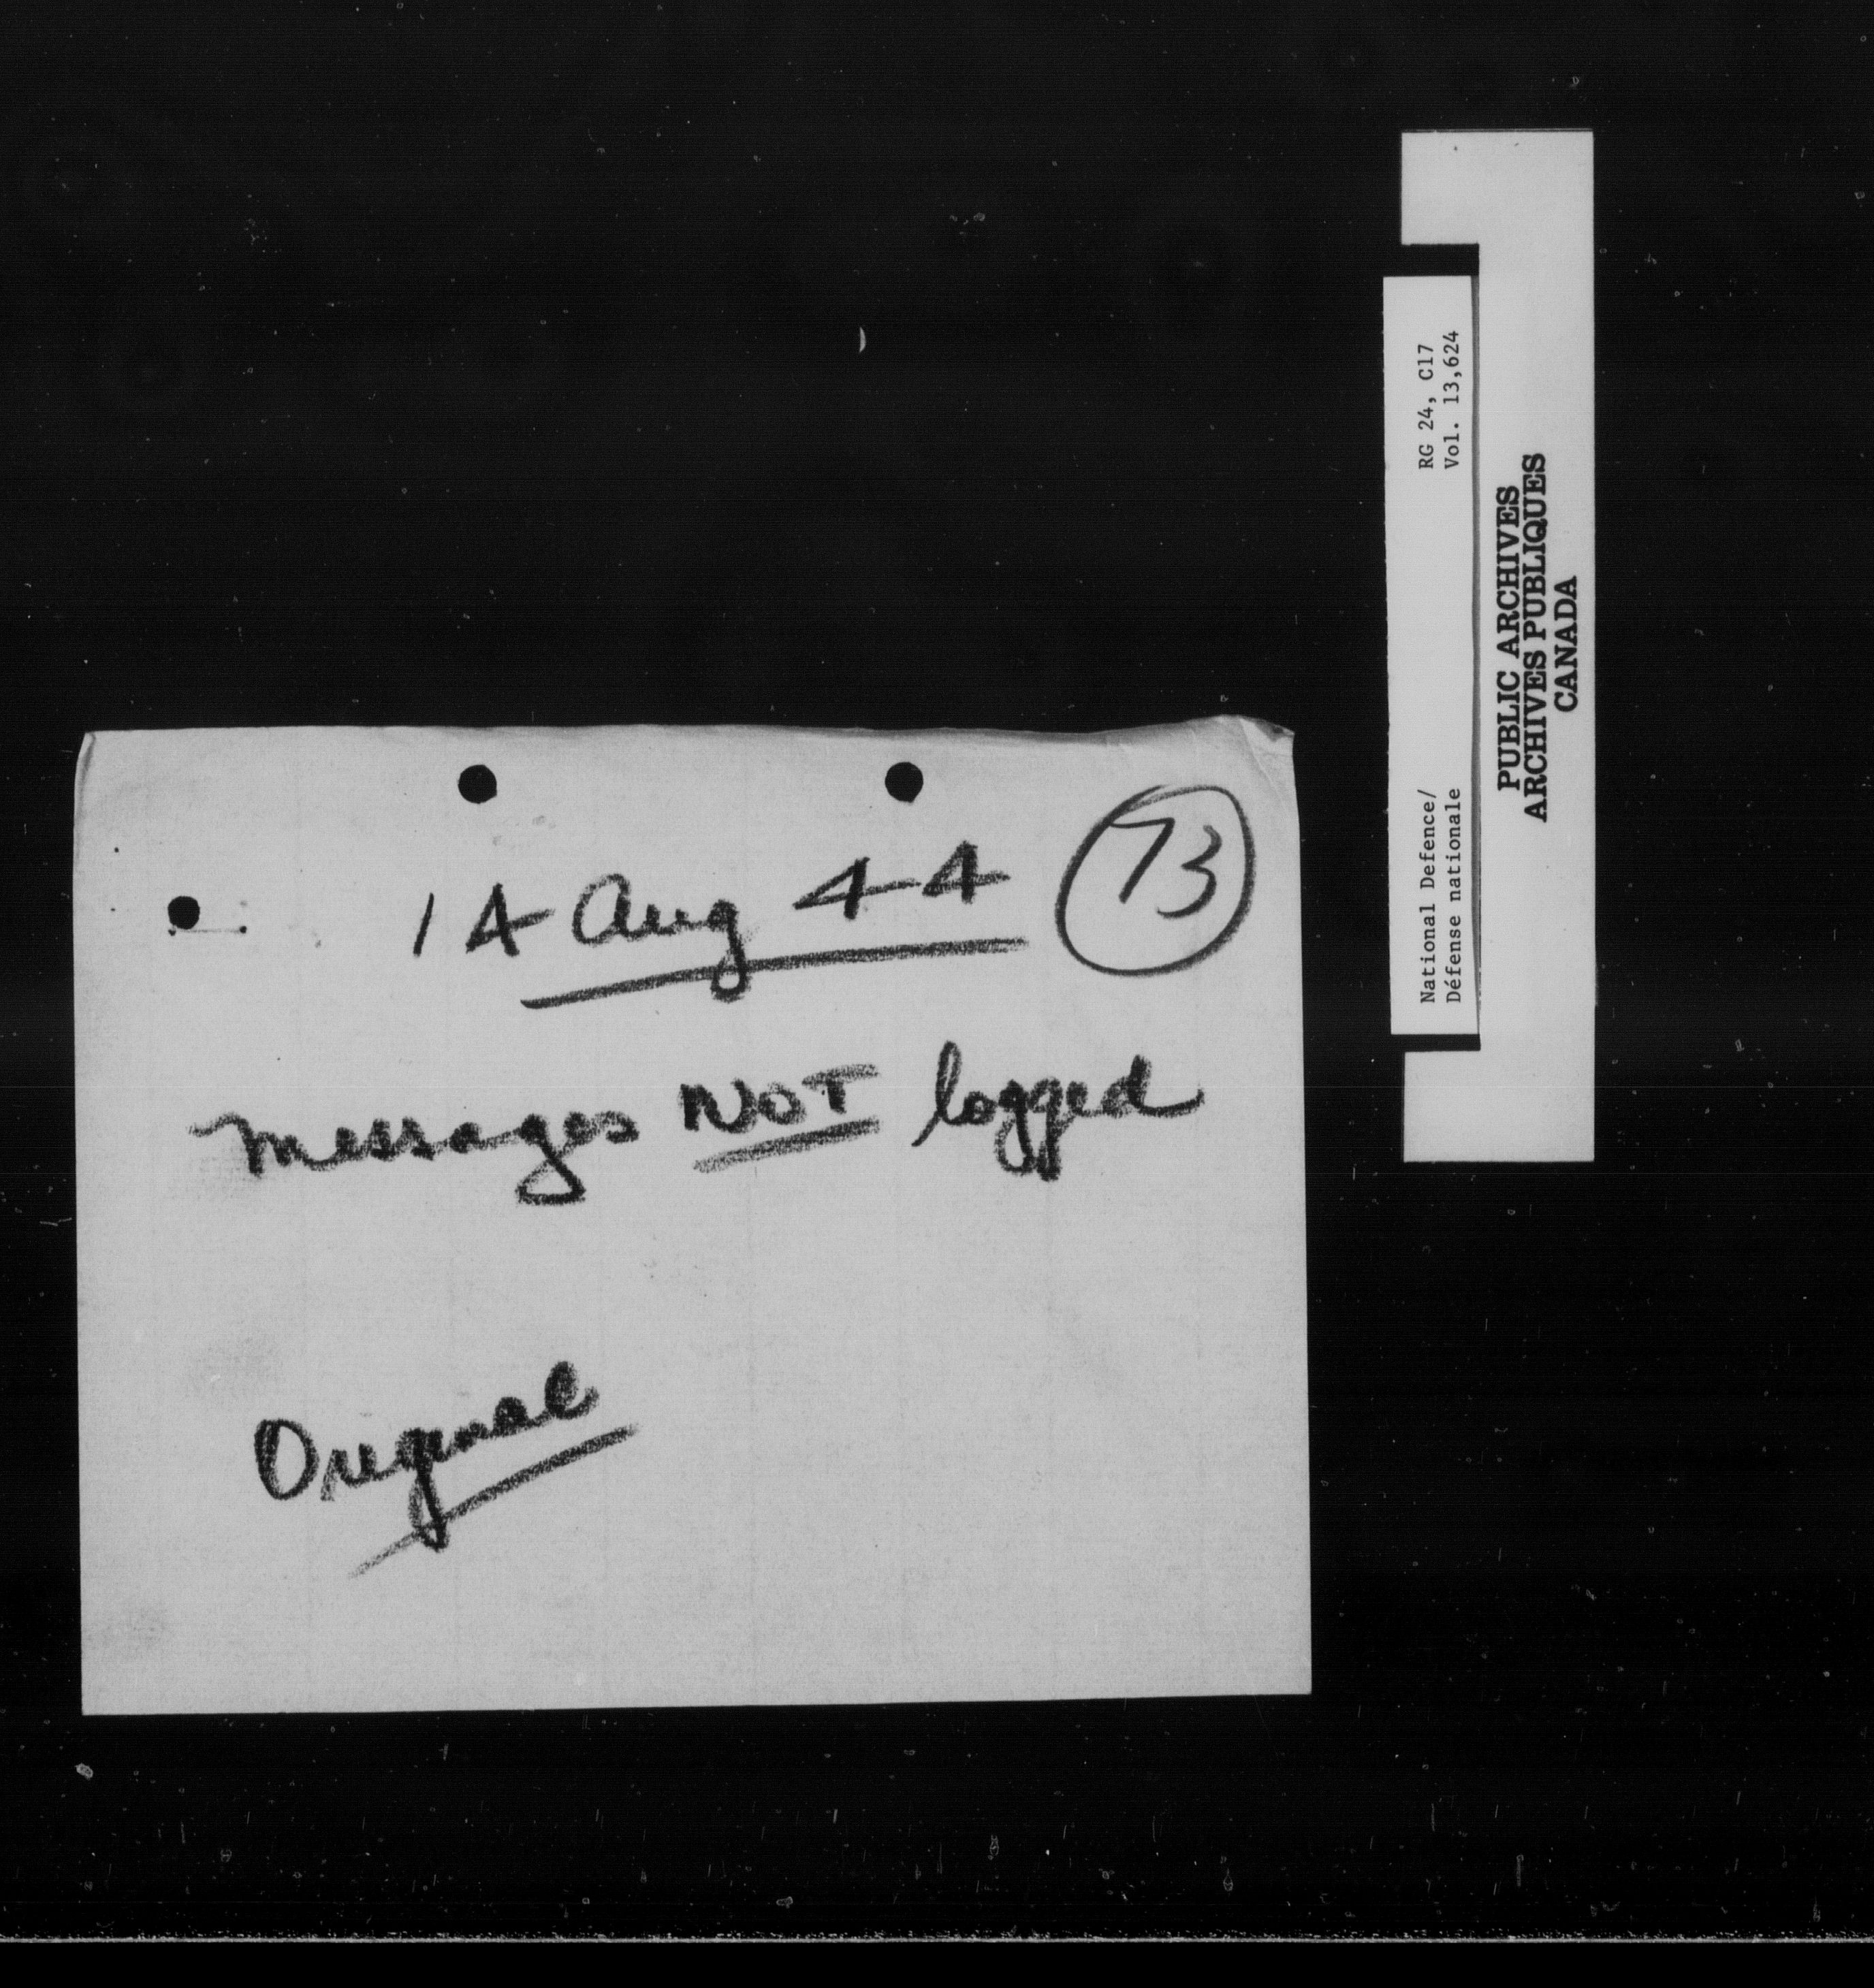 14 Aug 44
73
Messages NOT logged
Original
National Defence/
Défense nationale
RG 24, C17
Vol. 13,624
PUBLIC ARCHIVES
ARCHIVES PUBLIQUES
CANADA